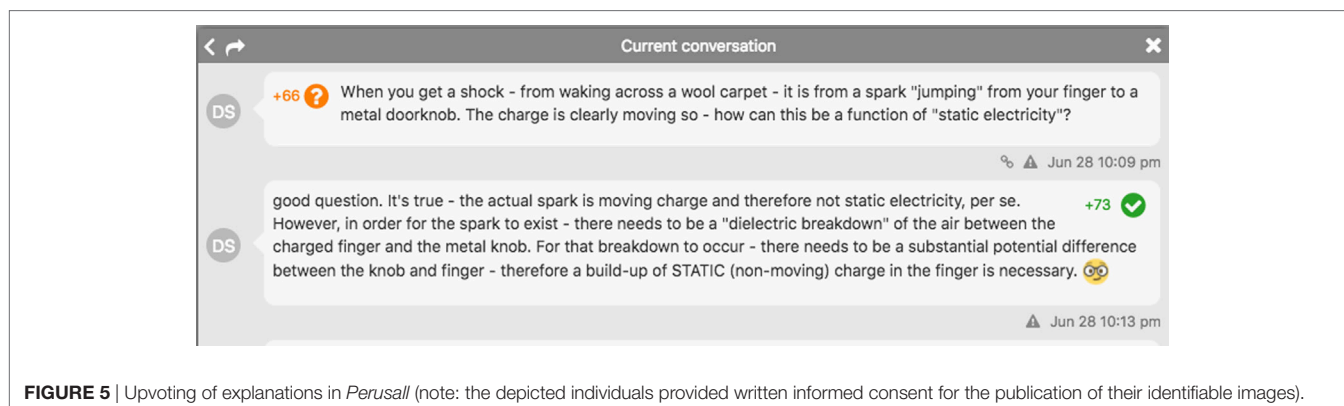 Current conversation
DS
+66 ? When you get a shock - from waking across a wool carpet - it is from a spark "jumping" from your finger to a
metal doorknob. The charge is clearly moving so - how can this be a function of "static electricity"?
Jun 28 10:09 pm
good question. It's true - the actual spark is moving charge and therefore not static electricity, per se.
+73
However, in order for the spark to exist - there needs to be a "dielectric breakdown" of the air between the
DS
charged finger and the metal knob. For that breakdown to occur - there needs to be a substantial potential difference
between the knob and finger - therefore a build-up of STATIC (non-moving) charge in the finger is necessary.
Jun 28 10:13 pm
FIGURE 5 | Upvoting of explanations in Perusall (note: the depicted individuals provided written informed consent for the publication of their identifiable images).